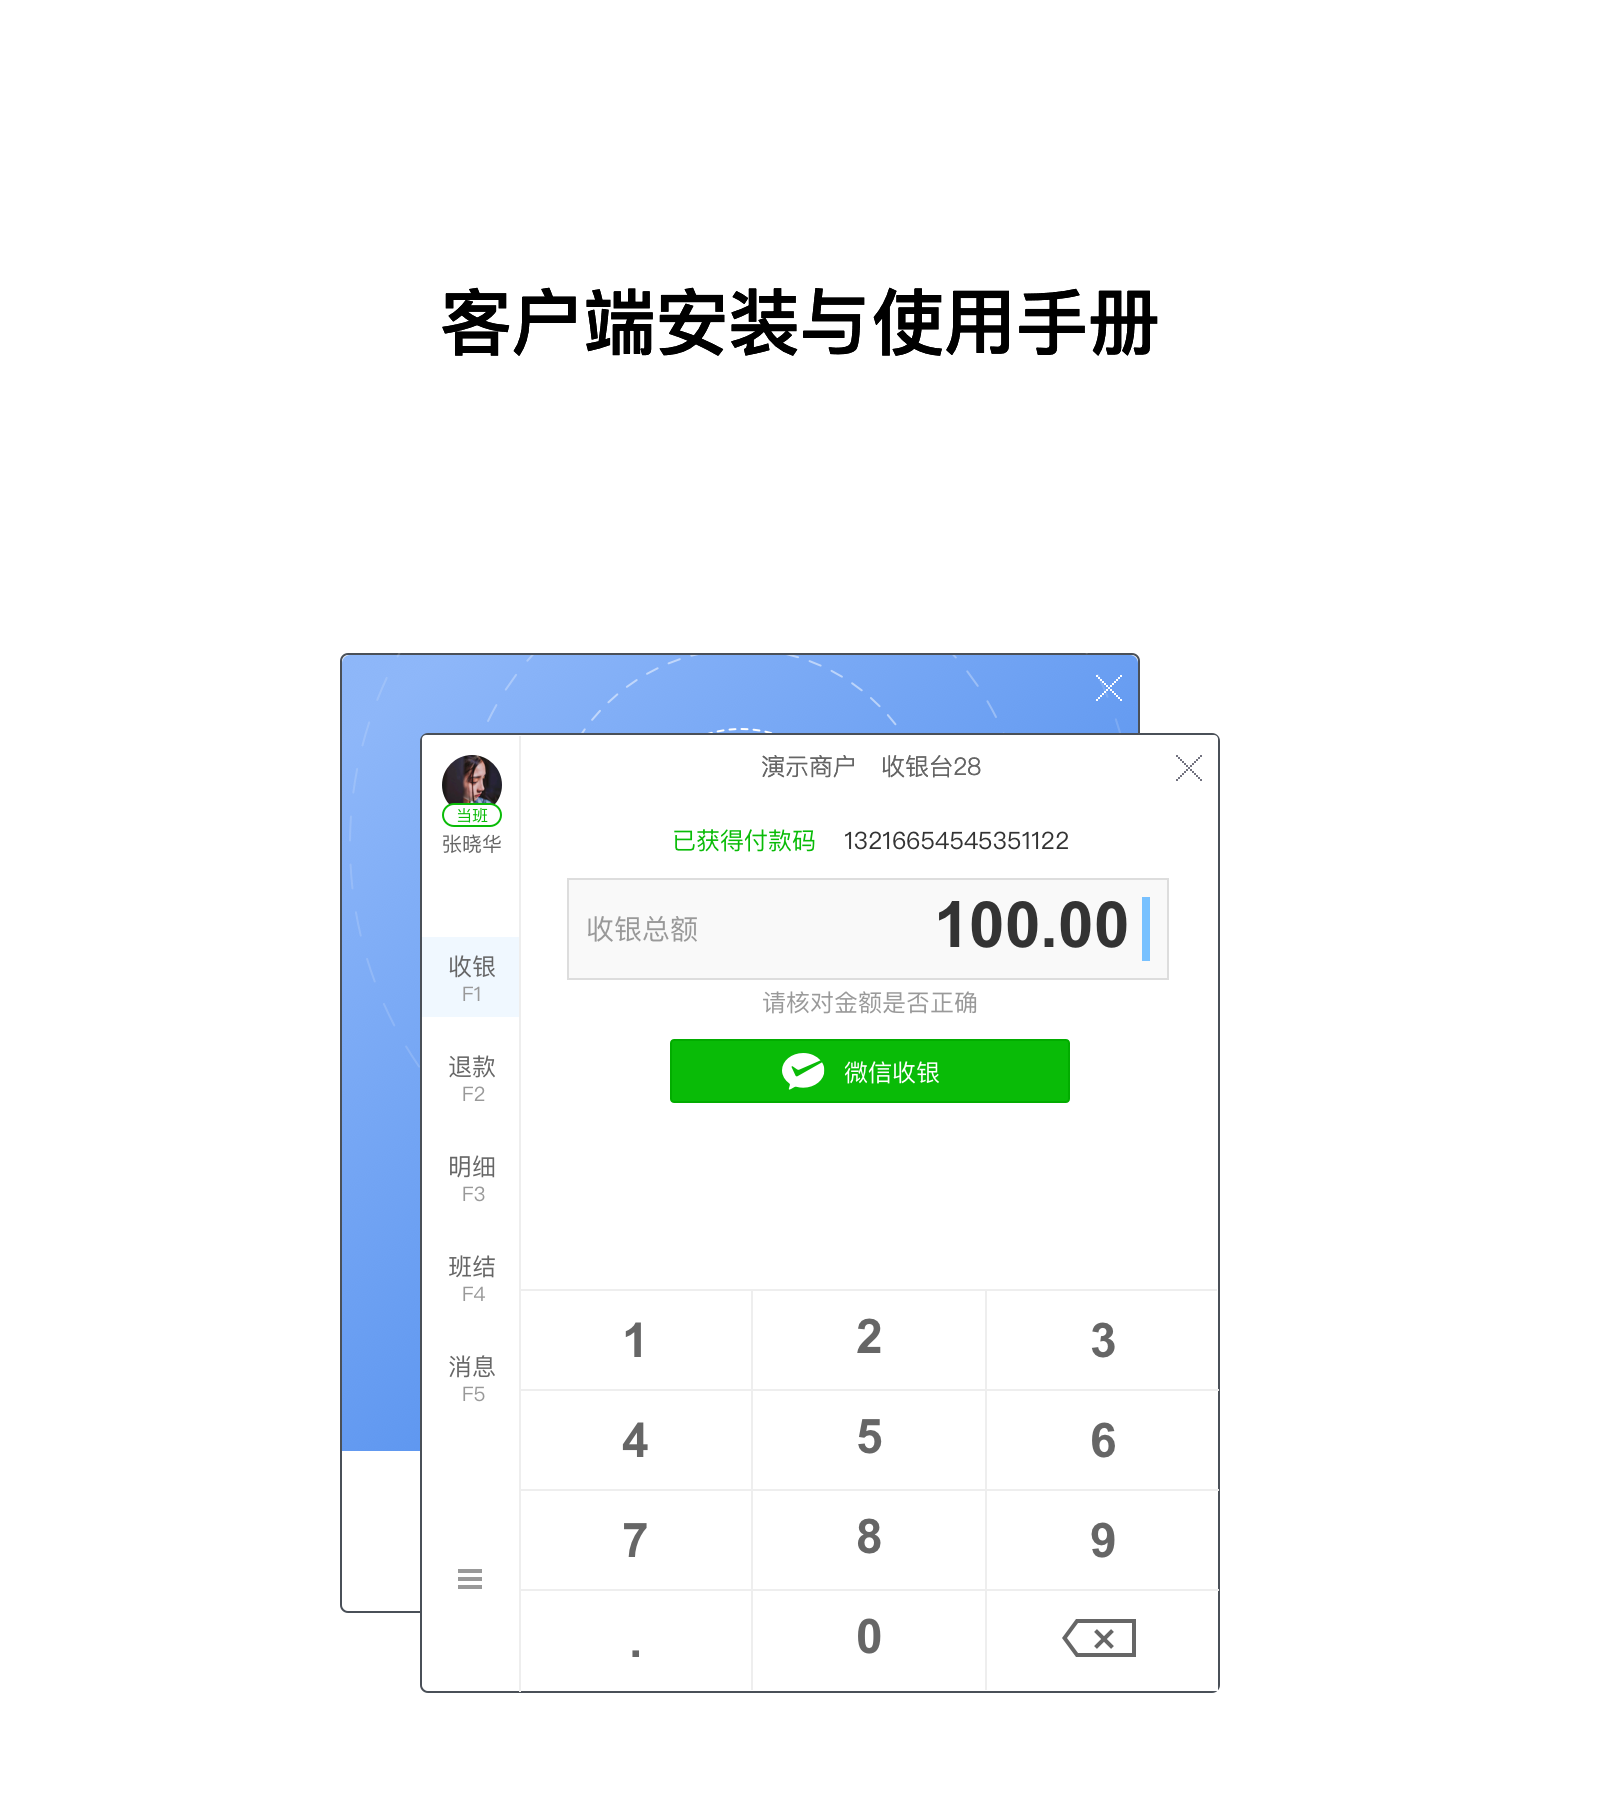 客户端安装与使用手册
演示商户 收银台28
当班
张晓华
已获得付款码 13216654545351122
收银总额 100.00
请核对金额是否正确
微信收银
收银
F1
退款
F2
明细
F3
班结
F4
消息
F5
1 2 3
4 5 6
7 8 9
. 0